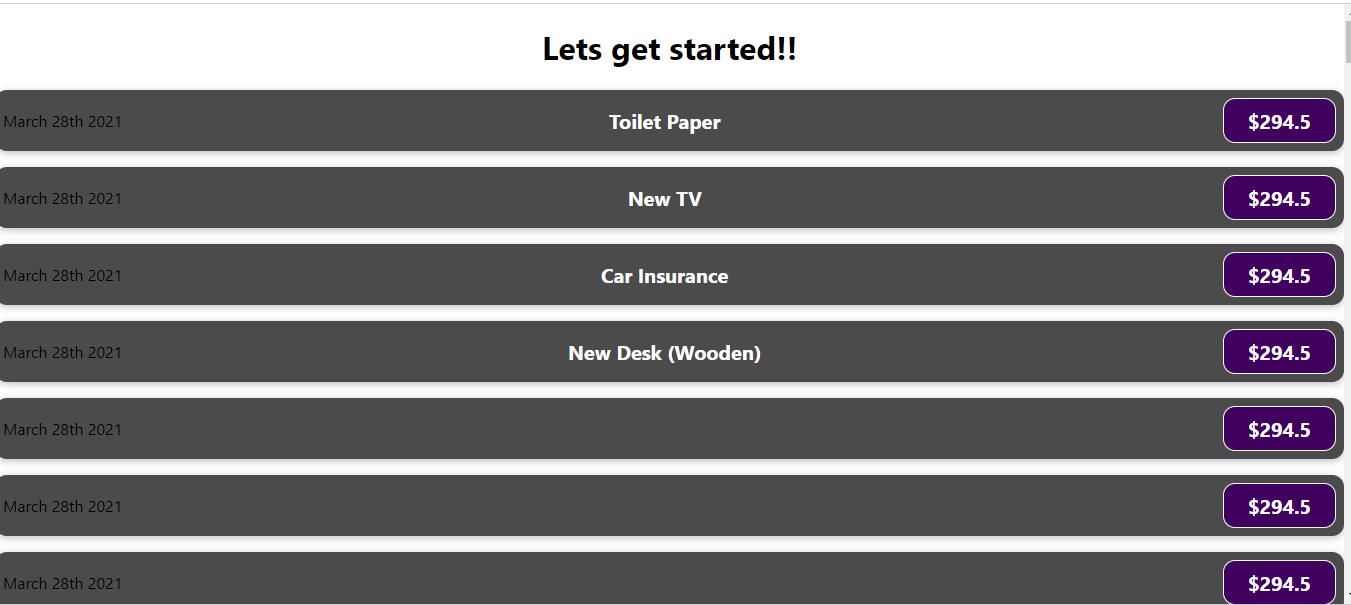 Lets get started!!
March 28th 2021 Toilet Paper $294.5
March 28th 2021 New TV $294.5
March 28th 2021 Car Insurance $294.5
March 28th 2021 New Desk (Wooden) $294.5
March 28th 2021 $294.5
March 28th 2021 $294.5
March 28th 2021 $294.5